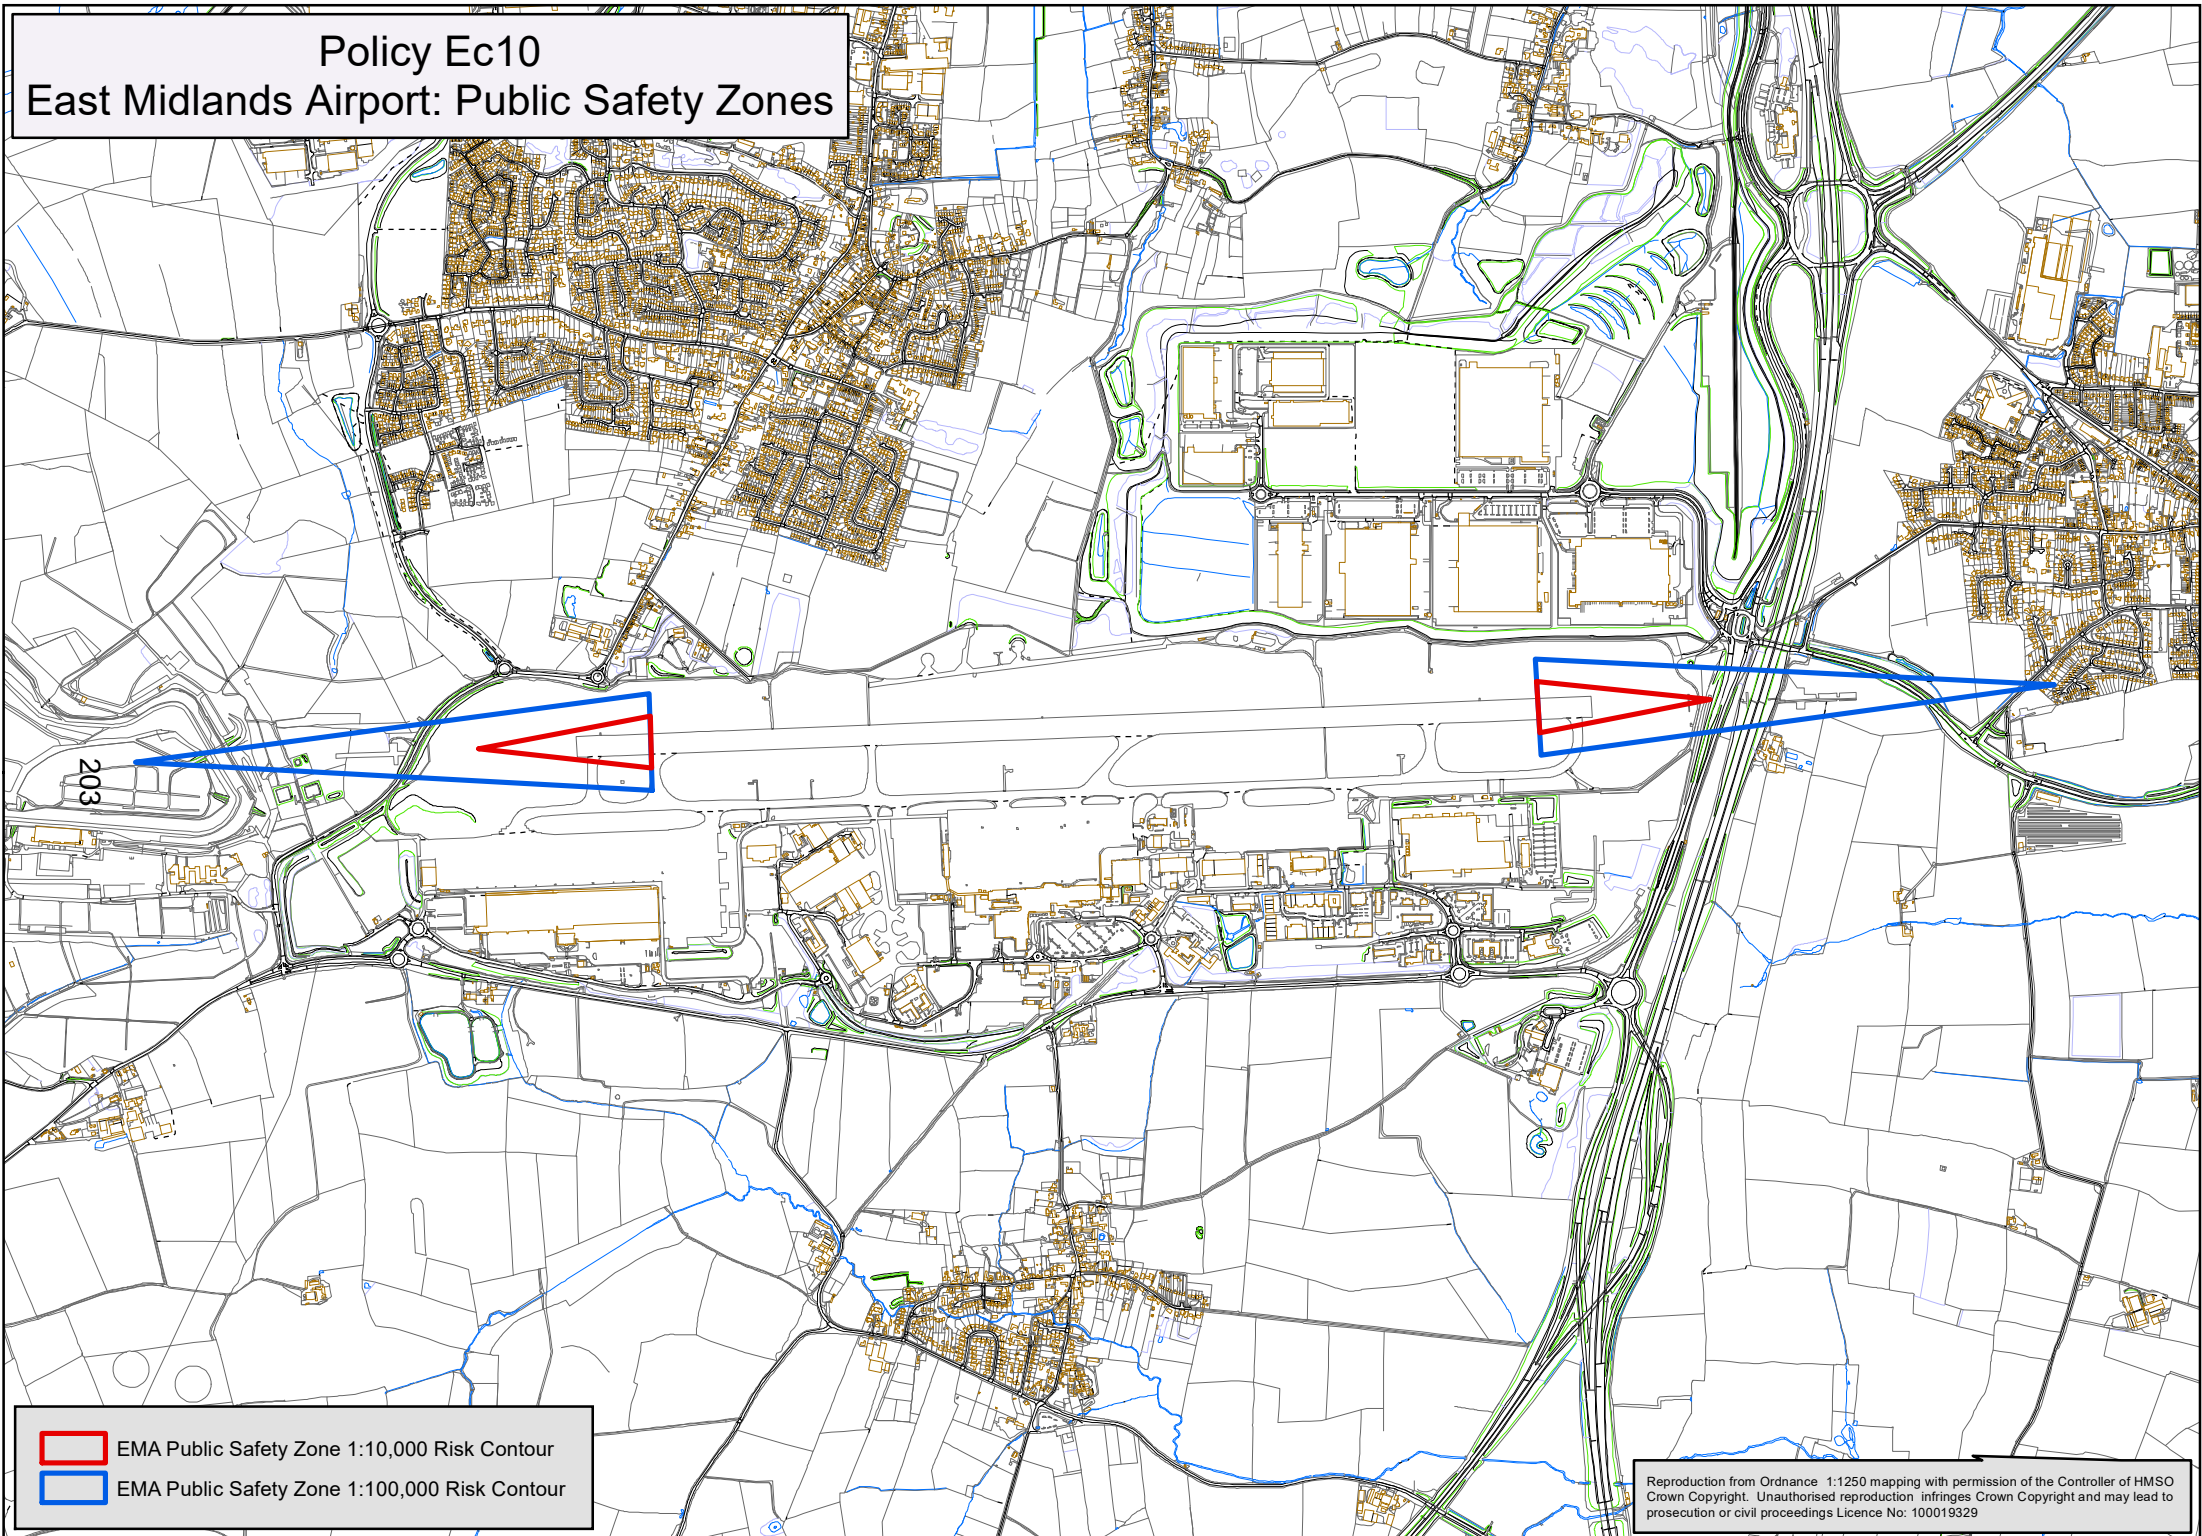 Policy Ec10
East Midlands Airport: Public Safety Zones
203
EMA Public Safety Zone 1:10,000 Risk Contour
EMA Public Safety Zone 1:100,000 Risk Contour
Reproduction from Ordnance 1:1250 mapping with permission of the Controller of HMSO
Crown Copyright. Unauthorised reproduction infringes Crown Copyright and may lead to
prosecution or civil proceedings Licence No: 100019329